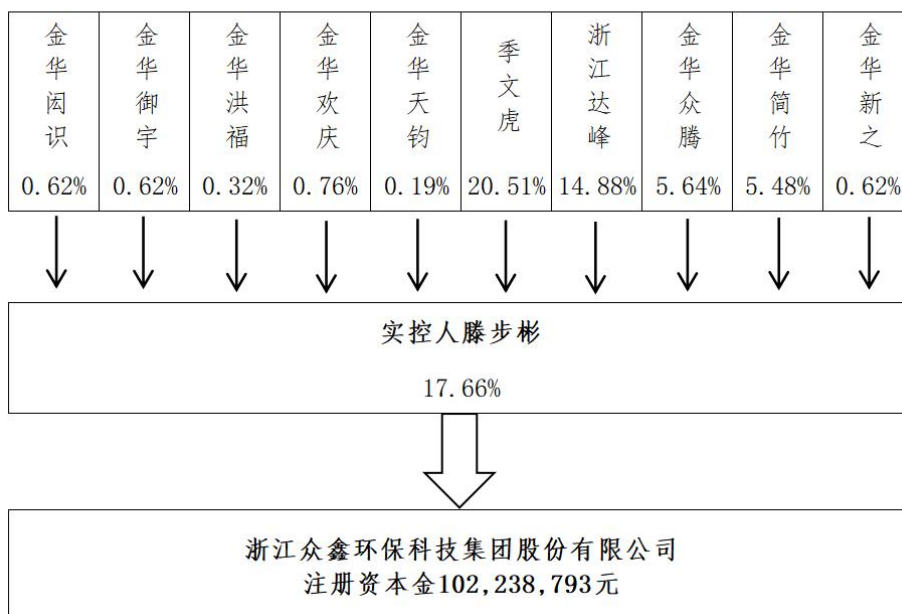 金华闳识
0.62%
金华御宇
0.62%
金华洪福
0.32%
金华欢庆
0.76%
金华天钧
0.19%
季文虎
20.51%
浙江达峰
14.88%
金华众腾
5.64%
金华简竹
5.48%
金华新之
0.62%
实控人滕步彬
17.66%
浙江众鑫环保科技集团股份有限公司
注册资本金102,238,793元